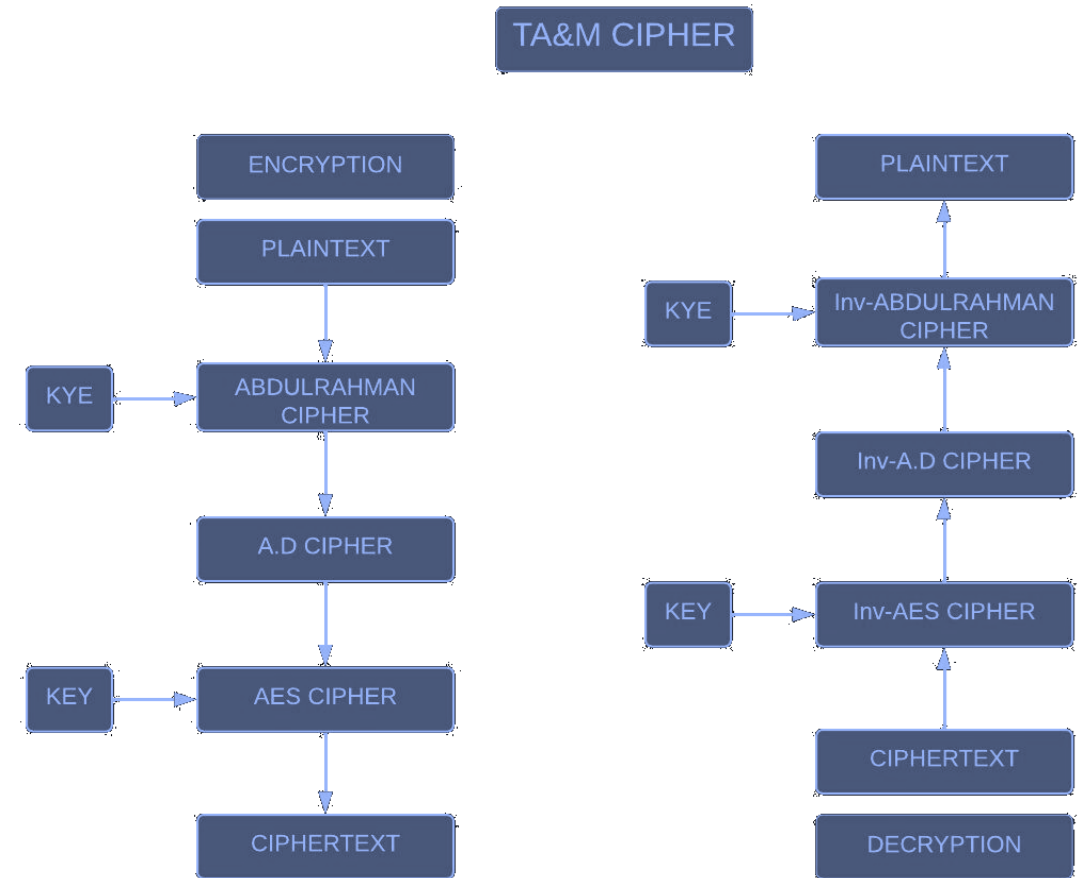 TA&M CIPHER
ENCRYPTION
PLAINTEXT
KYE
ABDULRAHMAN
CIPHER
A.D CIPHER
KEY
AES CIPHER
CIPHERTEXT
PLAINTEXT
KYE
Inv-ABDULRAHMAN
CIPHER
Inv-A.D CIPHER
KEY
Inv-AES CIPHER
CIPHERTEXT
DECRYPTION